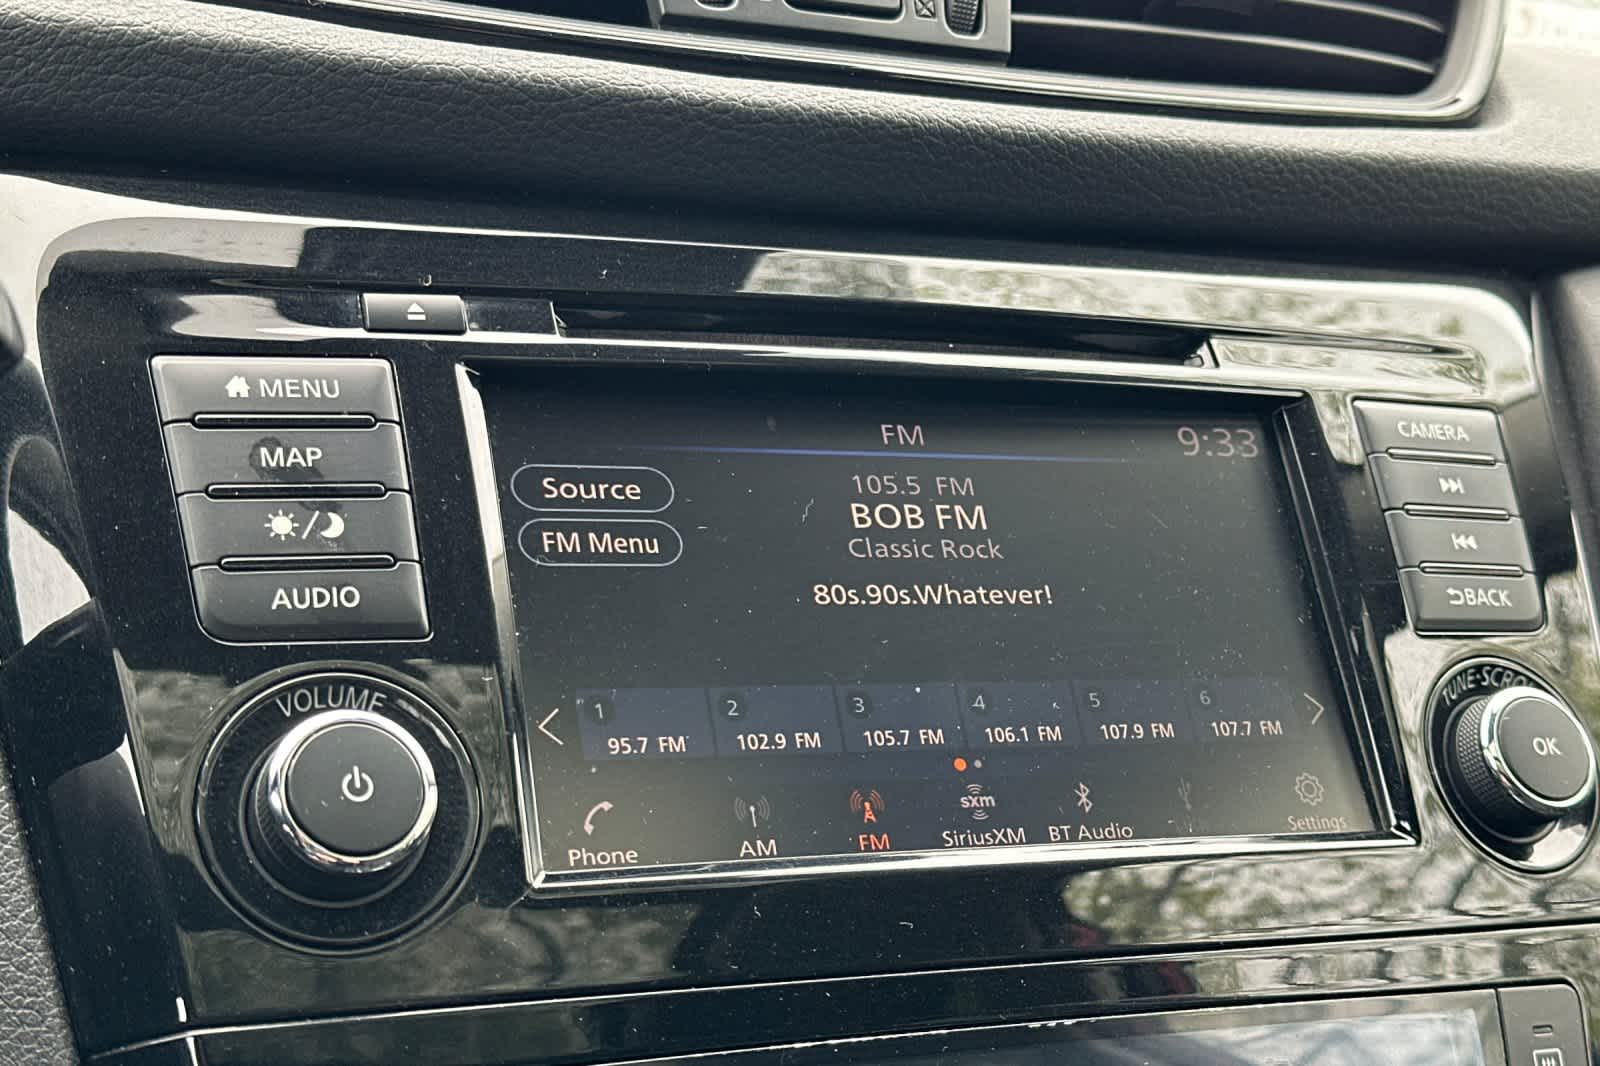 MENU
MAP
AUDIO
VOLUME
FM
9:33
Source
FM Menu
105.5 FM
BOB FM
Classic Rock
80s.90s.Whatever!
1
95.7 FM
2
102.9 FM
3
105.7 FM
4
106.1 FM
5
107.9 FM
6
107.7 FM
Phone
AM
FM
sxm
SiriusXM
BT Audio
Settings
CAMERA
BACK
TUNE·SCROLL
OK